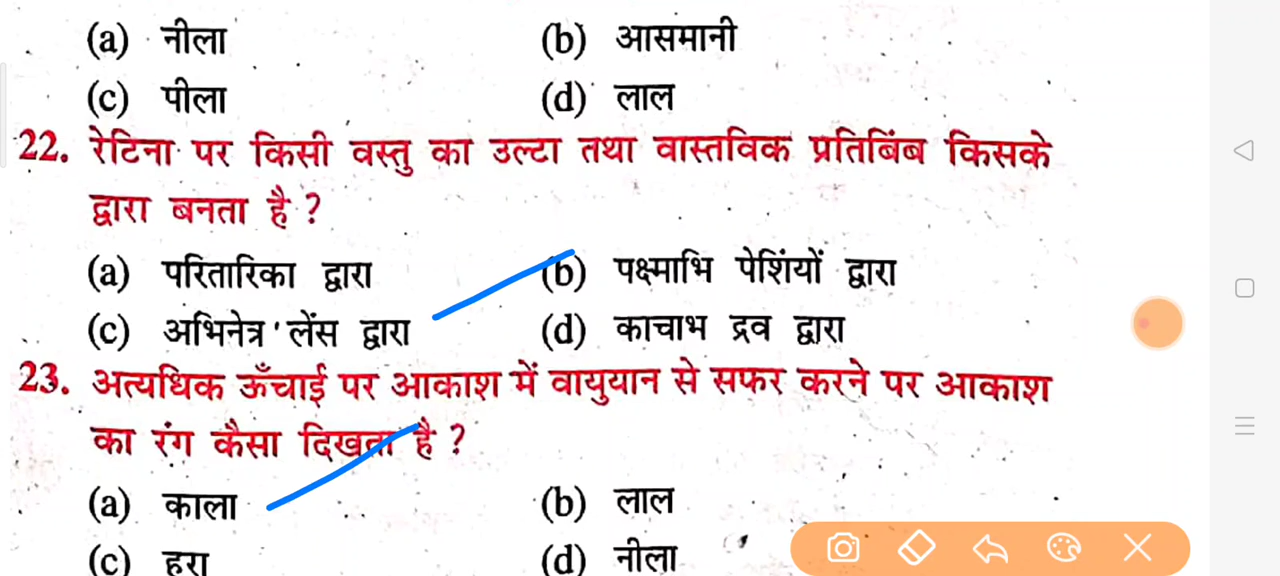 (a) नीला (b) आसमानी
(c) पीला (d) लाल
22. रेटिना पर किसी वस्तु का उल्टा तथा वास्तविक प्रतिबिंब किसके
द्वारा बनता है ?
(a) परितारिका द्वारा (b) पक्ष्माभि पेशिंयों द्वारा
(c) अभिनेत्र लेंस द्वारा (d) काचाभ द्रव द्वारा
23. अत्यधिक ऊँचाई पर आकाश में वायुयान से सफर करने पर आकाश
का रंग कैसा दिखता है ?
(a) काला (b) लाल
(c) हरा (d) नीला